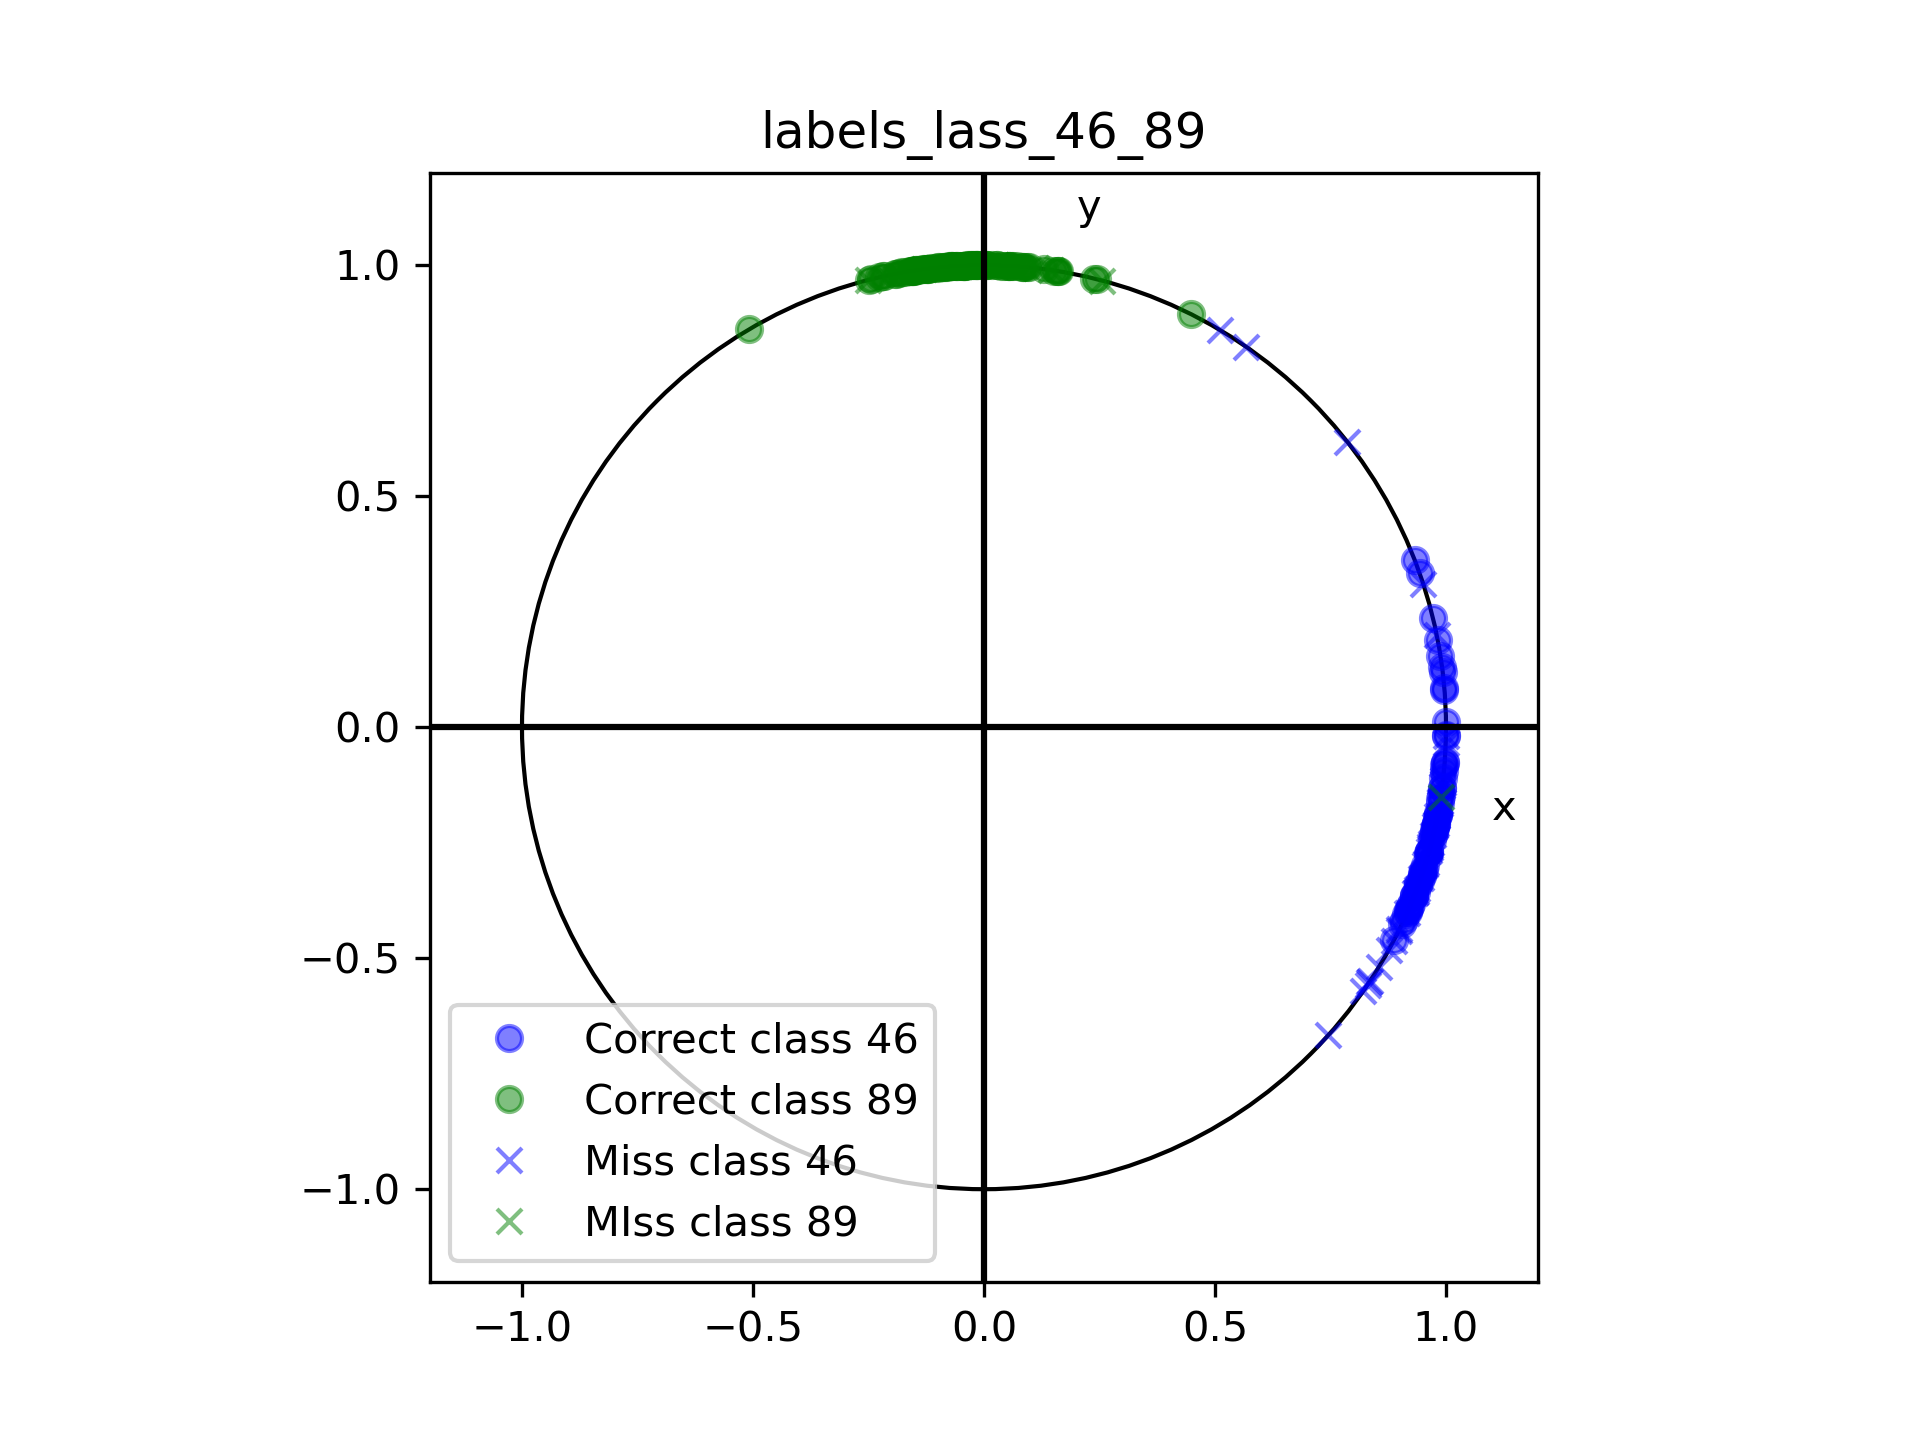 labels_lass_46_89
y
1.0
0.5
0.0
x
−0.5
−1.0
Correct class 46
Correct class 89
Miss class 46
MIss class 89
−1.0 −0.5 0.0 0.5 1.0